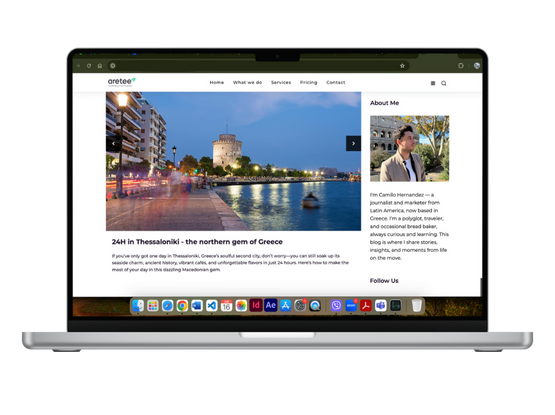 aretee
Home
What we do
Services
Pricing
Contact
About Me
24H in Thessaloniki - the northern gem of Greece
If you've only got one day in Thessaloniki, Greece's soulful second city, don't worry—you can still soak up its
seaside charm, ancient history, vibrant cafés, and unforgettable flavors in just 24 hours. Here's how to make the
most of your day in this dazzling Macedonian gem.
I'm Camilo Hernandez — a
journalist and marketer from
Latin America, now based in
Greece. I'm a polyglot, traveler,
and occasional bread baker,
always curious and learning. This
blog is where I share stories,
insights, and moments from life
on the move.
Follow Us
16
Id
Ae